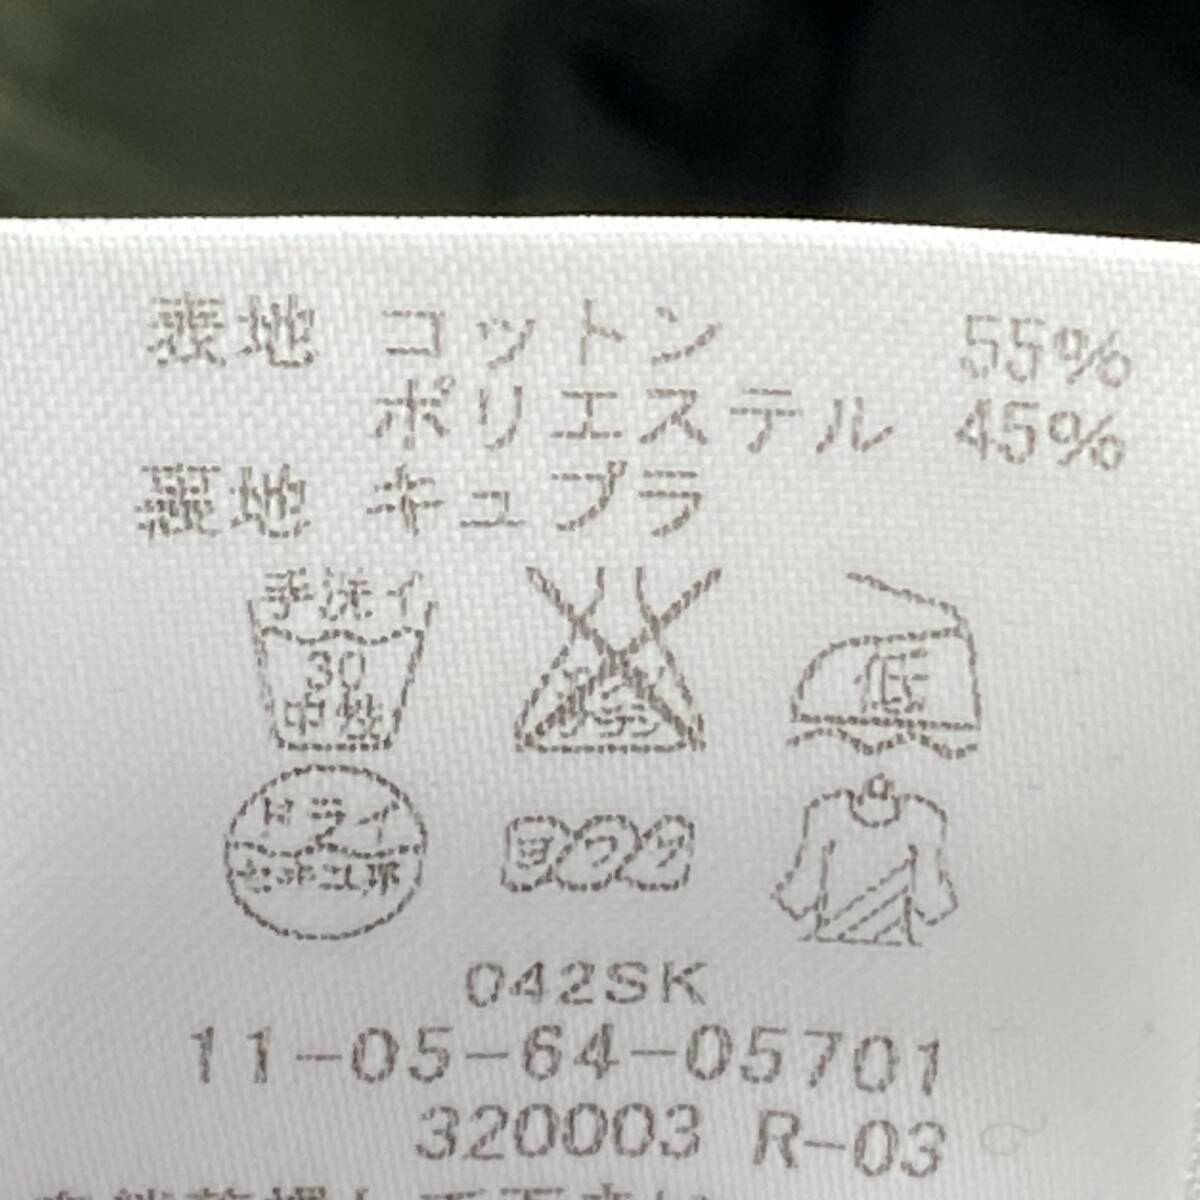 表地 コットン 55%
ポリエステル 45%
裏地 キュプラ
手洗イ
30
中性
低
ドライ
セキユ系
ヨワク
042SK
11-05-64-05701
320003 R-03